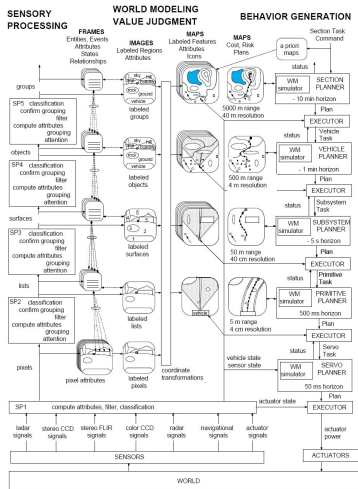 SENSORY
PROCESSING
WORLD MODELING
VALUE JUDGMENT
BEHAVIOR GENERATION
FRAMES
Entities, Events
Attributes
States
Relationships
IMAGES
Labeled Regions
Attributes
MAPS
Labeled Features
Attributes
Icons
MAPS
Cost, Risk
Plans
Section Task
Command
a priori
maps
status
groups
sky
hill
ground
vehicle
labeled
groups
5000 m range
40 m resolution
WM
simulator
SECTION
PLANNER
10 min horizon
Plan
EXECUTOR
SP5 classification
confirm grouping
filter
compute attributes
grouping
attention
Vehicle
Task
status
objects
sky
hill
ground
vehicle
labeled
objects
500 m range
4 m resolution
WM
simulator
VEHICLE
PLANNER
1 min horizon
Plan
EXECUTOR
SP4 classification
confirm grouping
filter
compute attributes
grouping
attention
Subsystem
Task
status
surfaces
labeled
surfaces
50 m range
40 cm resolution
WM
simulator
SUBSYSTEM
PLANNER
5 s horizon
Plan
EXECUTOR
SP3 classification
confirm grouping
filter
compute attributes
grouping
attention
Primitive
Task
status
lists
labeled
lists
vehicle
5 m range
4 cm resolution
WM
simulator
PRIMITIVE
PLANNER
500 ms horizon
Plan
EXECUTOR
SP2 classification
confirm grouping
filter
compute attributes
grouping
attention
Servo
Task
status
pixels
pixel attributes
labeled
pixels
coordinate
transformations
vehicle state
sensor state
WM
simulator
SERVO
PLANNER
50 ms horizon
Plan
actuator state
EXECUTOR
SP1 compute attributes, filter, classification
ladar
signals
stereo CCD
signals
stereo FLIR
signals
color CCD
signals
radar
signals
navigational
signals
actuator
signals
actuator
power
SENSORS
ACTUATORS
WORLD